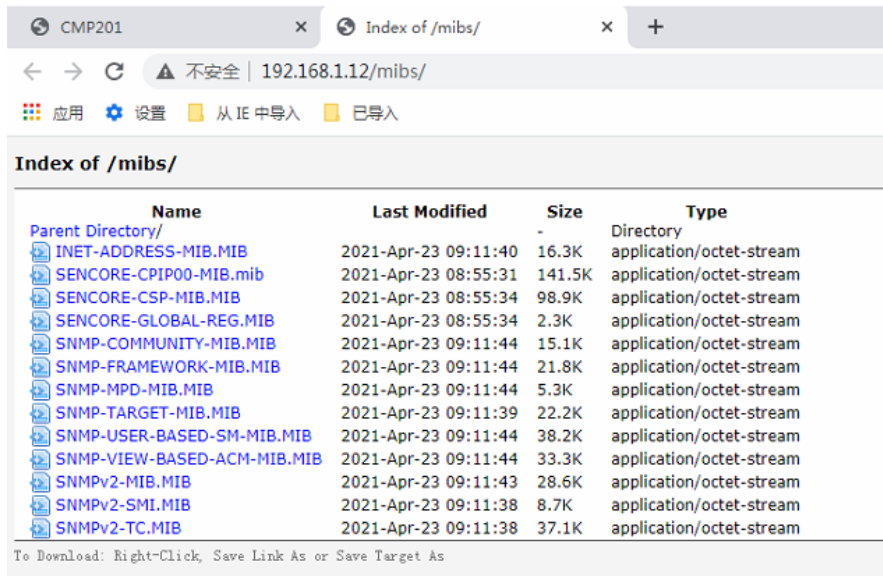 CMP201 × Index of /mibs/ × +
← → 不安全 | 192.168.1.12/mibs/
应用 设置 从 IE 中导入 已导入
Index of /mibs/
Name Last Modified Size Type
Parent Directory/ - Directory
INET-ADDRESS-MIB.MIB 2021-Apr-23 09:11:40 16.3K application/octet-stream
SENCORE-CPIP00-MIB.mib 2021-Apr-23 08:55:31 141.5K application/octet-stream
SENCORE-CSP-MIB.MIB 2021-Apr-23 08:55:34 98.9K application/octet-stream
SENCORE-GLOBAL-REG.MIB 2021-Apr-23 08:55:34 2.3K application/octet-stream
SNMP-COMMUNITY-MIB.MIB 2021-Apr-23 09:11:44 15.1K application/octet-stream
SNMP-FRAMEWORK-MIB.MIB 2021-Apr-23 09:11:44 21.8K application/octet-stream
SNMP-MPD-MIB.MIB 2021-Apr-23 09:11:44 5.3K application/octet-stream
SNMP-TARGET-MIB.MIB 2021-Apr-23 09:11:39 22.2K application/octet-stream
SNMP-USER-BASED-SM-MIB.MIB 2021-Apr-23 09:11:44 38.2K application/octet-stream
SNMP-VIEW-BASED-ACM-MIB.MIB 2021-Apr-23 09:11:44 33.3K application/octet-stream
SNMPv2-MIB.MIB 2021-Apr-23 09:11:43 28.6K application/octet-stream
SNMPv2-SMI.MIB 2021-Apr-23 09:11:38 8.7K application/octet-stream
SNMPv2-TC.MIB 2021-Apr-23 09:11:38 37.1K application/octet-stream
To Download: Right-Click, Save Link As or Save Target As